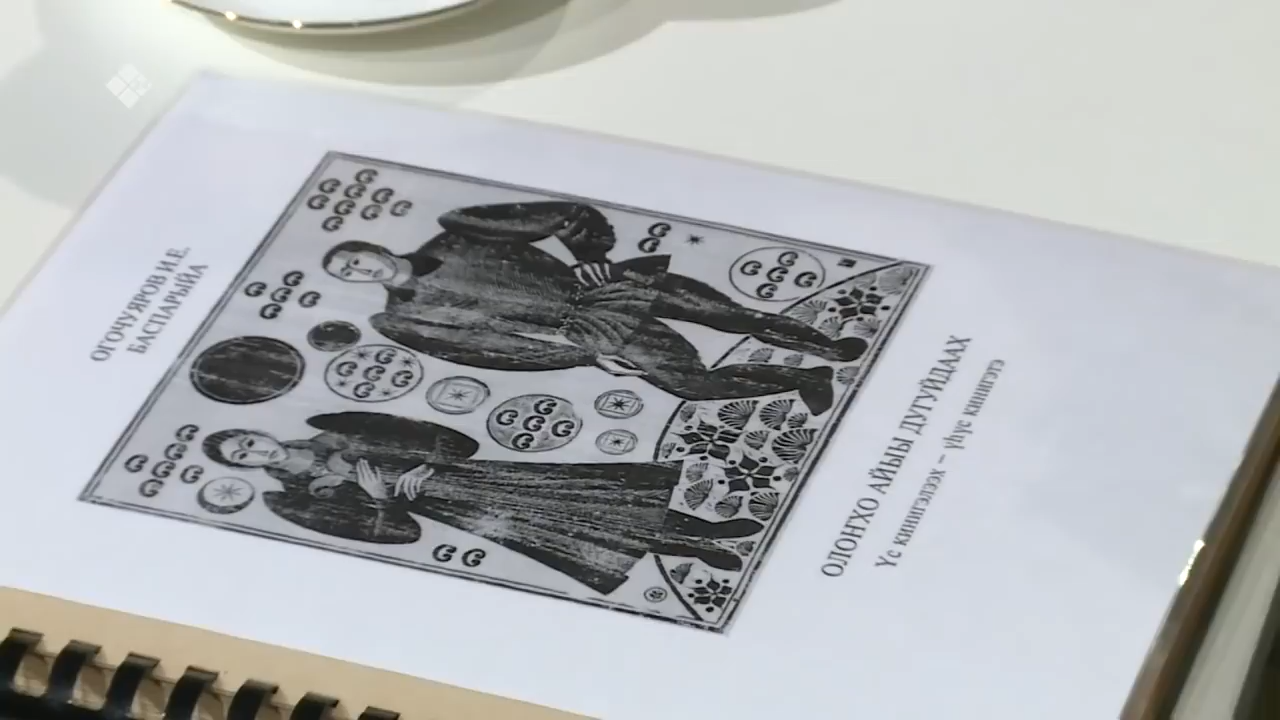 ОГОЧУЯРОВ И.Е.
БАСПАРЫЙА
ОЛОНХО АЙЫЫ ДУГУЙДААХ
Үс кинигэлээх – үһүс кинигэтэ